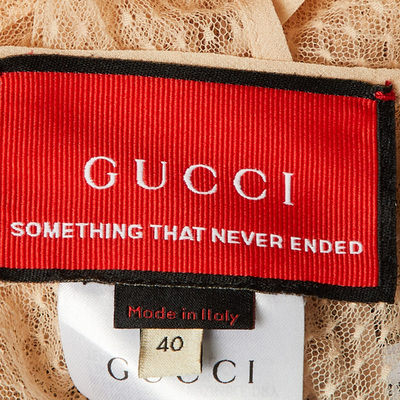 GUCCI
SOMETHING THAT NEVER ENDED
Made in Italy
40
GUCCI